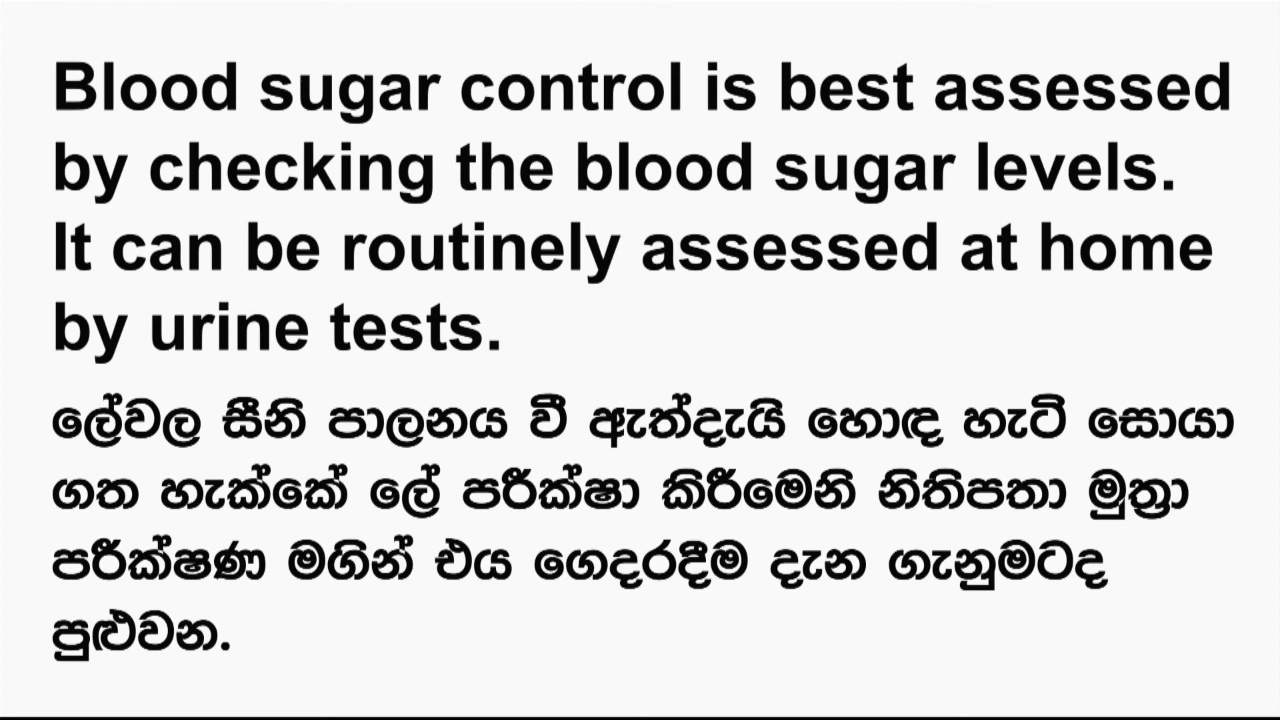 Blood sugar control is best assessed
by checking the blood sugar levels.
It can be routinely assessed at home
by urine tests.
ලේවල සීනි පාලනය වී ඇත්දැයි හොඳ හැටි සොයා
ගත හැක්කේ ලේ පරීක්ෂා කිරීමෙනි නිතිපතා මුත්‍රා
පරීක්ෂණ මගින් එය ගෙදරදීම දැන ගැනුමටද
පුළුවන.